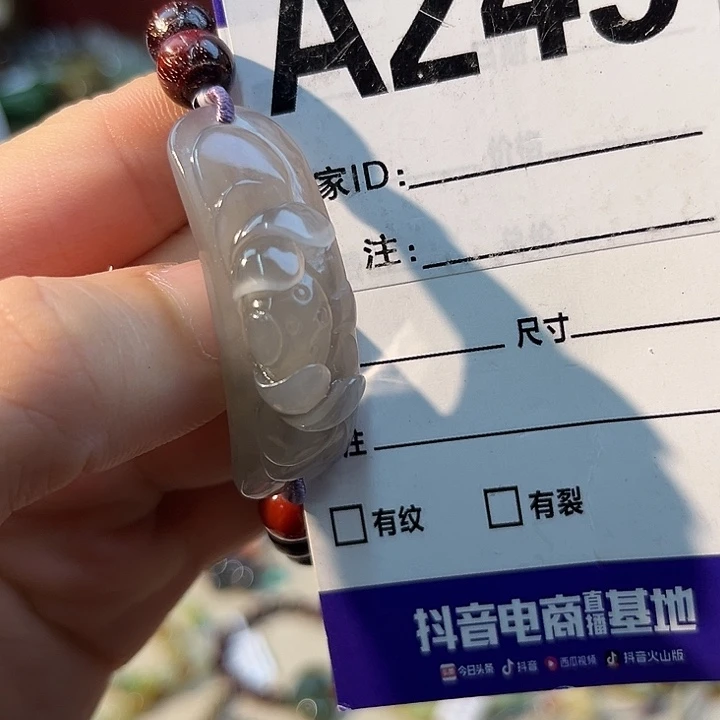 A245
家ID:
注:
尺寸
注
有纹 有裂
抖音电商直播基地
今日头条 抖音 西瓜视频 抖音火山版